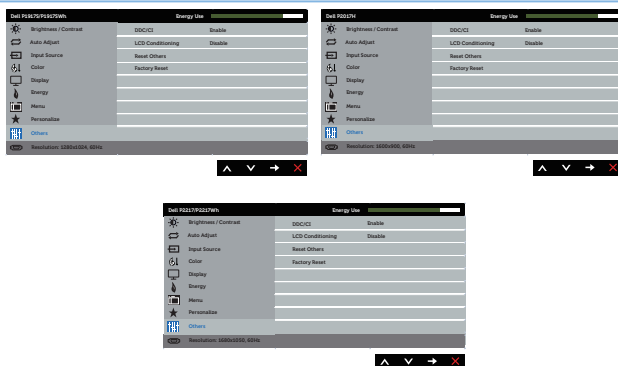 Dell P1917S/P1917SWh Energy Use
Brightness / Contrast DDC/CI Enable
Auto Adjust LCD Conditioning Disable
Input Source Reset Others
Color Factory Reset
Display
Energy
Menu
Personalize
Others
Resolution: 1280x1024, 60Hz
Dell P2017H Energy Use
Brightness / Contrast DDC/CI Enable
Auto Adjust LCD Conditioning Disable
Input Source Reset Others
Color Factory Reset
Display
Energy
Menu
Personalize
Others
Resolution: 1600x900, 60Hz
Dell P2217/P2217Wh Energy Use
Brightness / Contrast DDC/CI Enable
Auto Adjust LCD Conditioning Disable
Input Source Reset Others
Color Factory Reset
Display
Energy
Menu
Personalize
Others
Resolution: 1680x1050, 60Hz